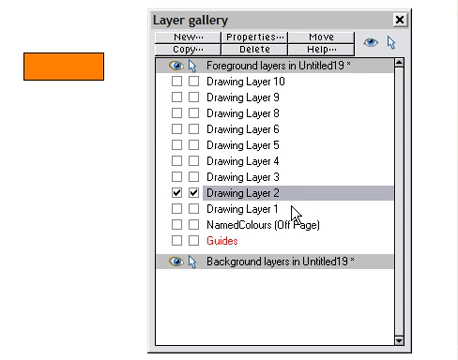 Layer gallery
New... Properties... Move
Copy... Delete Help...
Foreground layers in Untitled19 *
Drawing Layer 10
Drawing Layer 9
Drawing Layer 8
Drawing Layer 6
Drawing Layer 5
Drawing Layer 4
Drawing Layer 3
Drawing Layer 2
Drawing Layer 1
NamedColours (Off Page)
Guides
Background layers in Untitled19 *